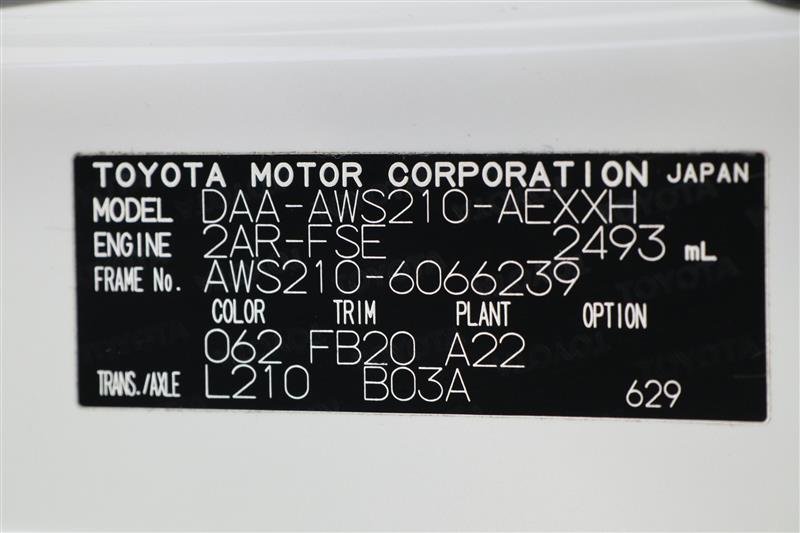 TOYOTA MOTOR CORPORATION JAPAN
MODEL DAA-AWS210-AEXXH
ENGINE 2AR-FSE 2493 mL
FRAME No. AWS210-6066239
COLOR TRIM PLANT OPTION
062 FB20 A22
TRANS./AXLE L210 B03A 629